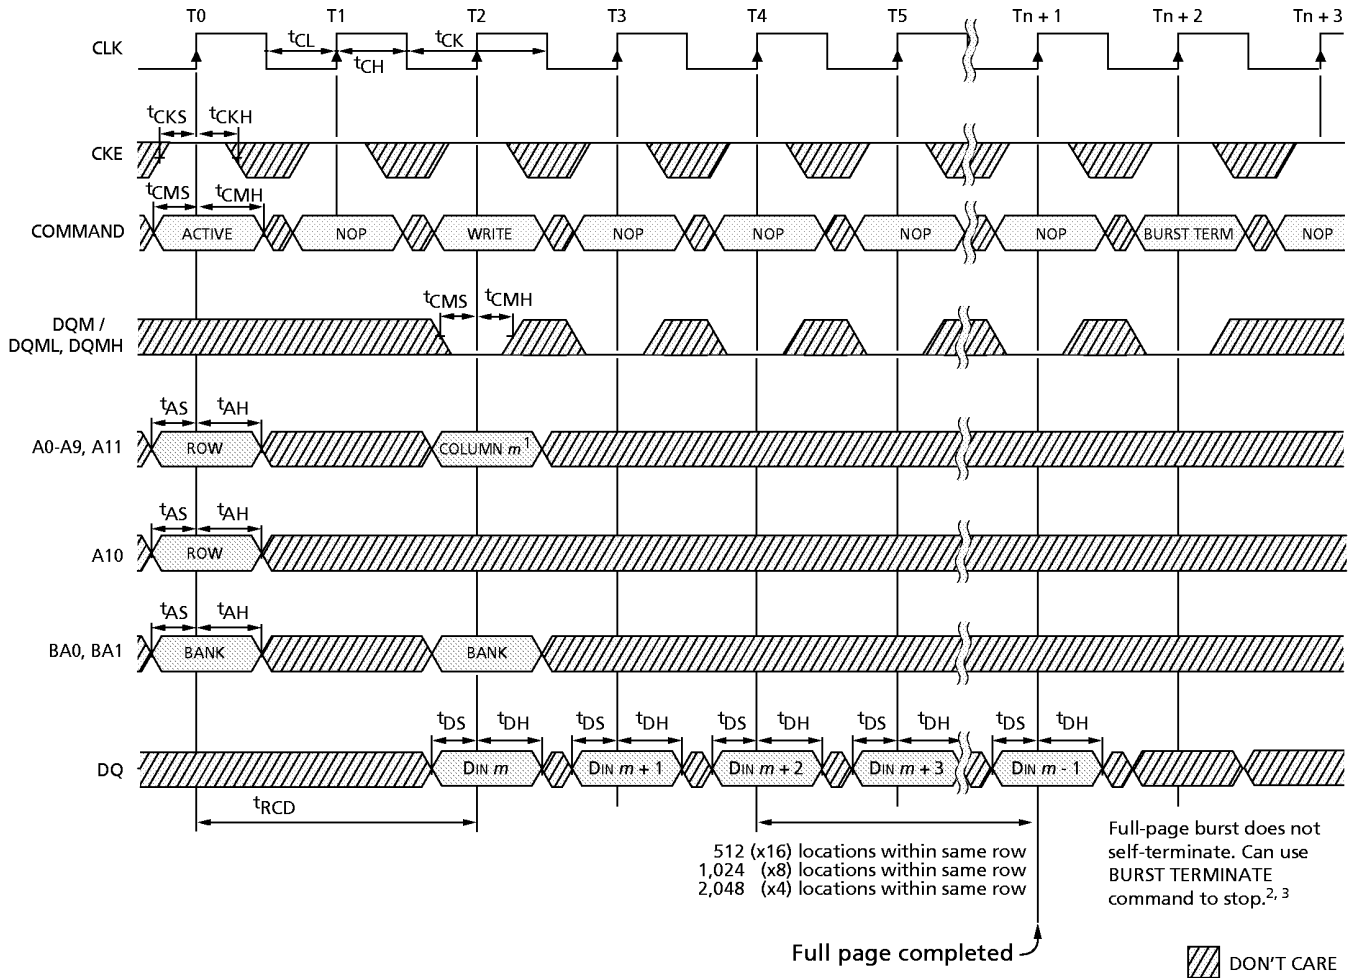 T0 T1 T2 T3 T4 T5 Tn + 1 Tn + 2 Tn + 3
CLK
tCL tCK
tCH
tCKS tCKH
CKE
tCMS tCMH
COMMAND ACTIVE NOP WRITE NOP NOP NOP NOP BURST TERM NOP
tCMS tCMH
DQM /
DQML, DQMH
tAS tAH
A0-A9, A11 ROW COLUMN m1
tAS tAH
A10 ROW
tAS tAH
BA0, BA1 BANK BANK
tDS tDH tDS tDH tDS tDH tDS tDH tDS tDH
DQ DIN m DIN m + 1 DIN m + 2 DIN m + 3 DIN m - 1
tRCD
512 (x16) locations within same row
1,024 (x8) locations within same row
2,048 (x4) locations within same row
Full-page burst does not
self-terminate. Can use
BURST TERMINATE
command to stop.2, 3
Full page completed
DON'T CARE